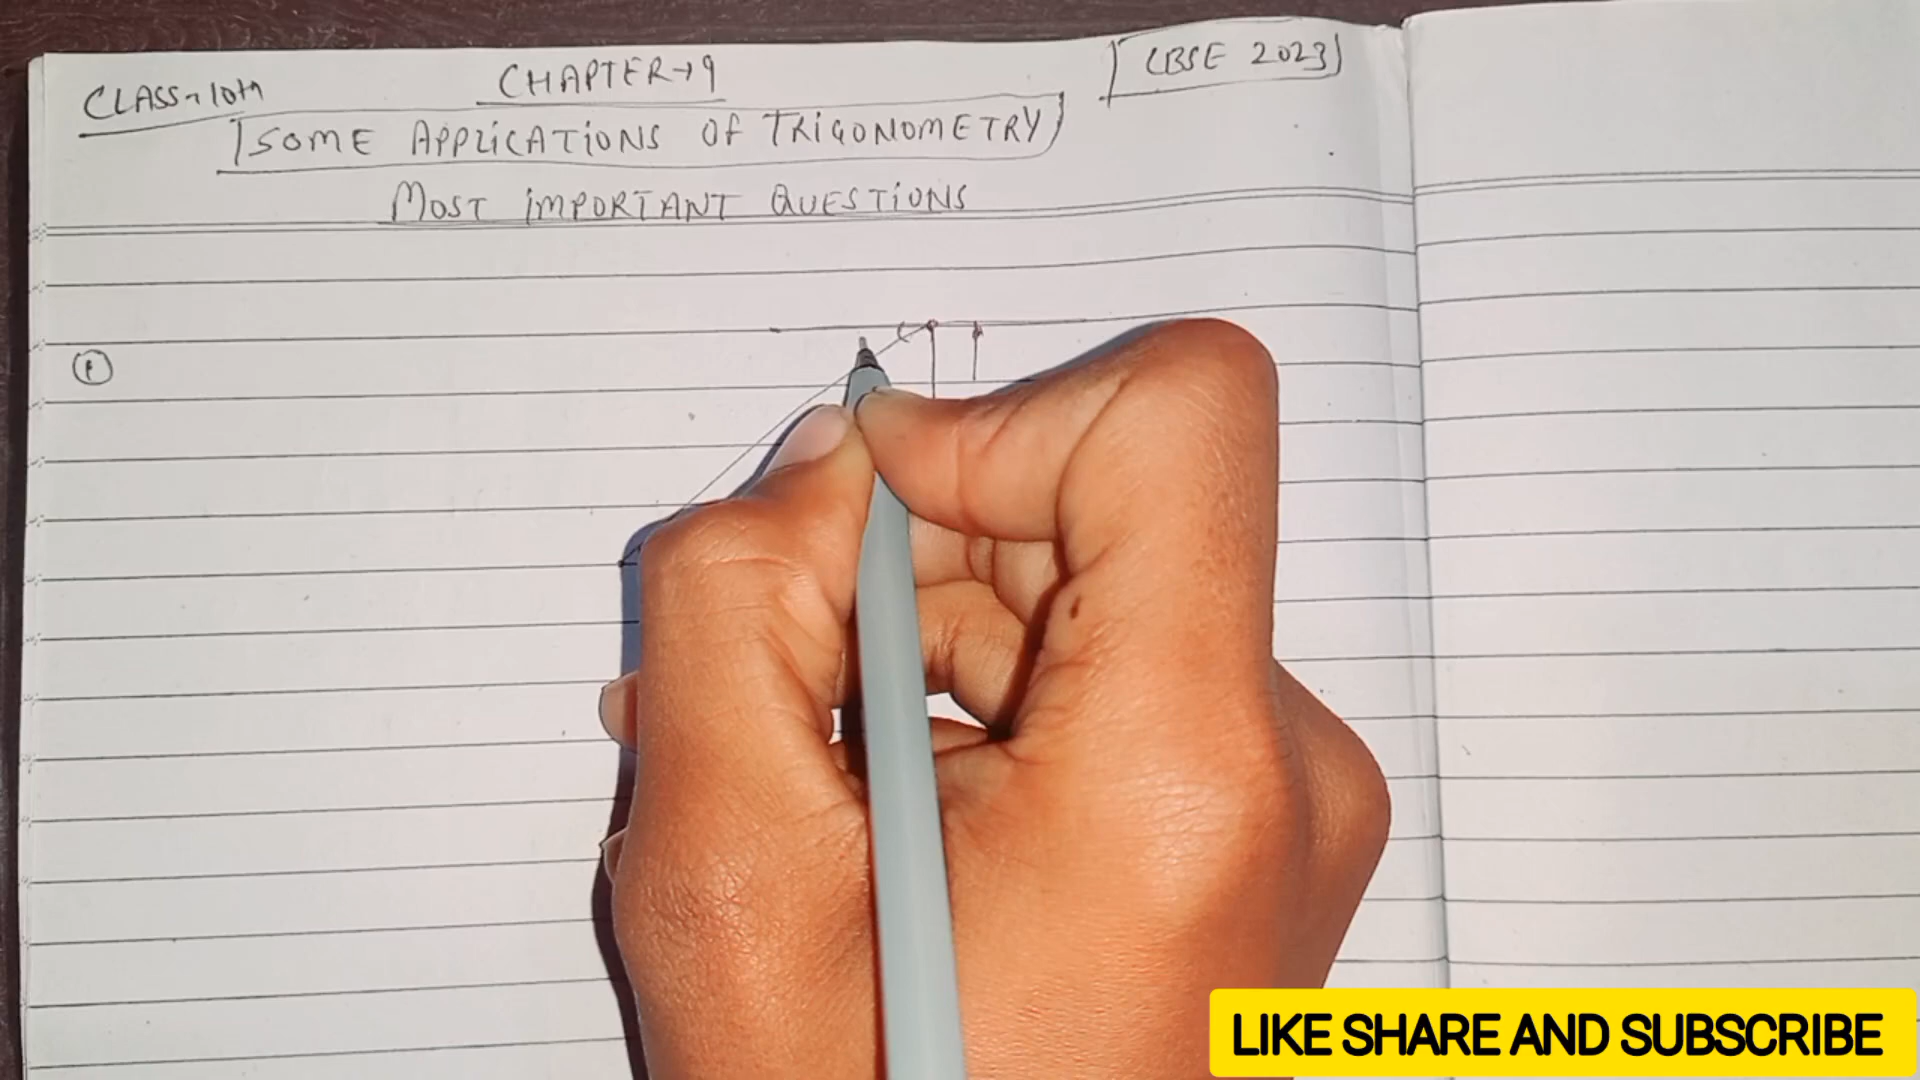 CLASS→10th
CHAPTER→9
[CBSE 2023]
SOME APPLiCATiONS OF TRiGONOMETRY
MOST iMPORTANT QUESTiONS
①
LIKE SHARE AND SUBSCRIBE